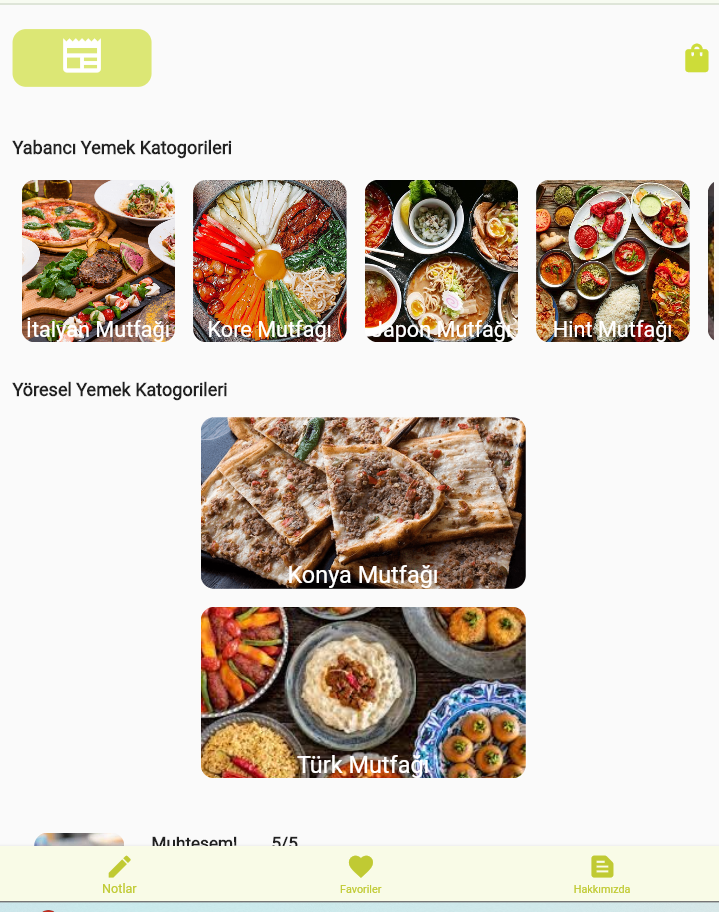 Yabancı Yemek Katogorileri
İtalyan Mutfağı
Kore Mutfağı
Japon Mutfağı
Hint Mutfağı
Yöresel Yemek Katogorileri
Konya Mutfağı
Türk Mutfağı
Muhteşem! 5/5
Notlar
Favoriler
Hakkımızda